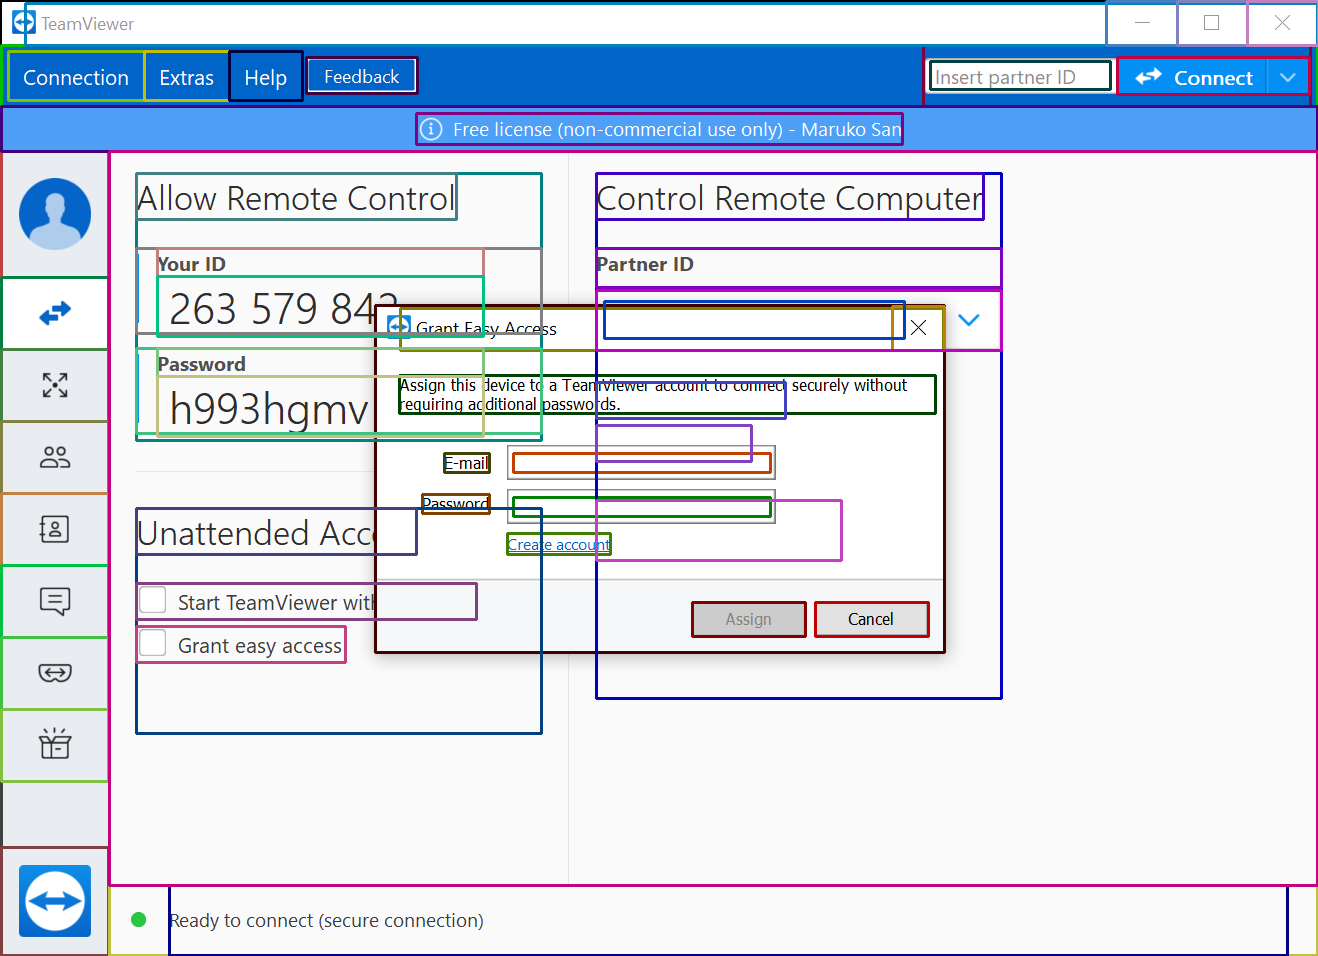 TeamViewer
Connection Extras Help Feedback
Insert partner ID
Connect
Free license (non-commercial use only) - Maruko San
Allow Remote Control
Control Remote Computer
Your ID
263 579 842
Partner ID
Password
h993hgmv
Grant Easy Access
Assign this device to a TeamViewer account to connect securely without
requiring additional passwords.
E-mail
Password
Create account
Assign Cancel
Unattended
Start TeamViewer
Grant easy access
Ready to connect (secure connection)